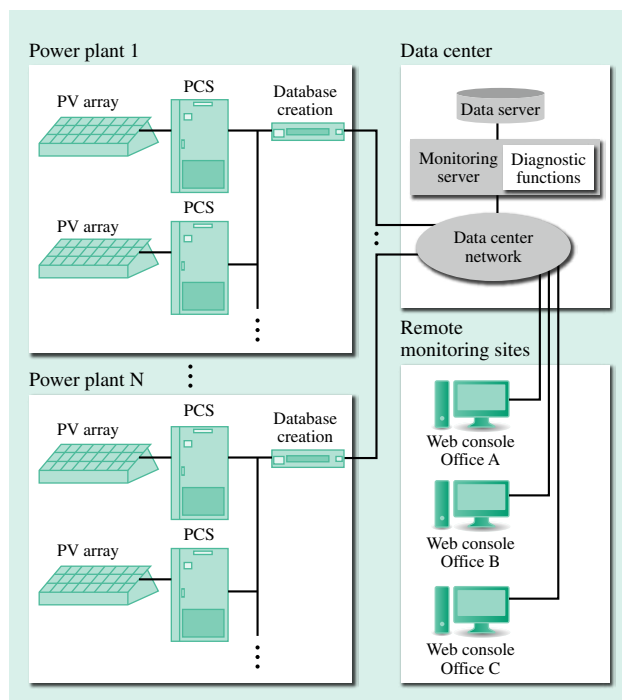 Power plant 1
PV array
PCS
Database
creation
PV array
PCS
Power plant N
PV array
PCS
Database
creation
PV array
PCS
Data center
Data server
Monitoring
server
Diagnostic
functions
Data center
network
Remote
monitoring sites
Web console
Office A
Web console
Office B
Web console
Office C